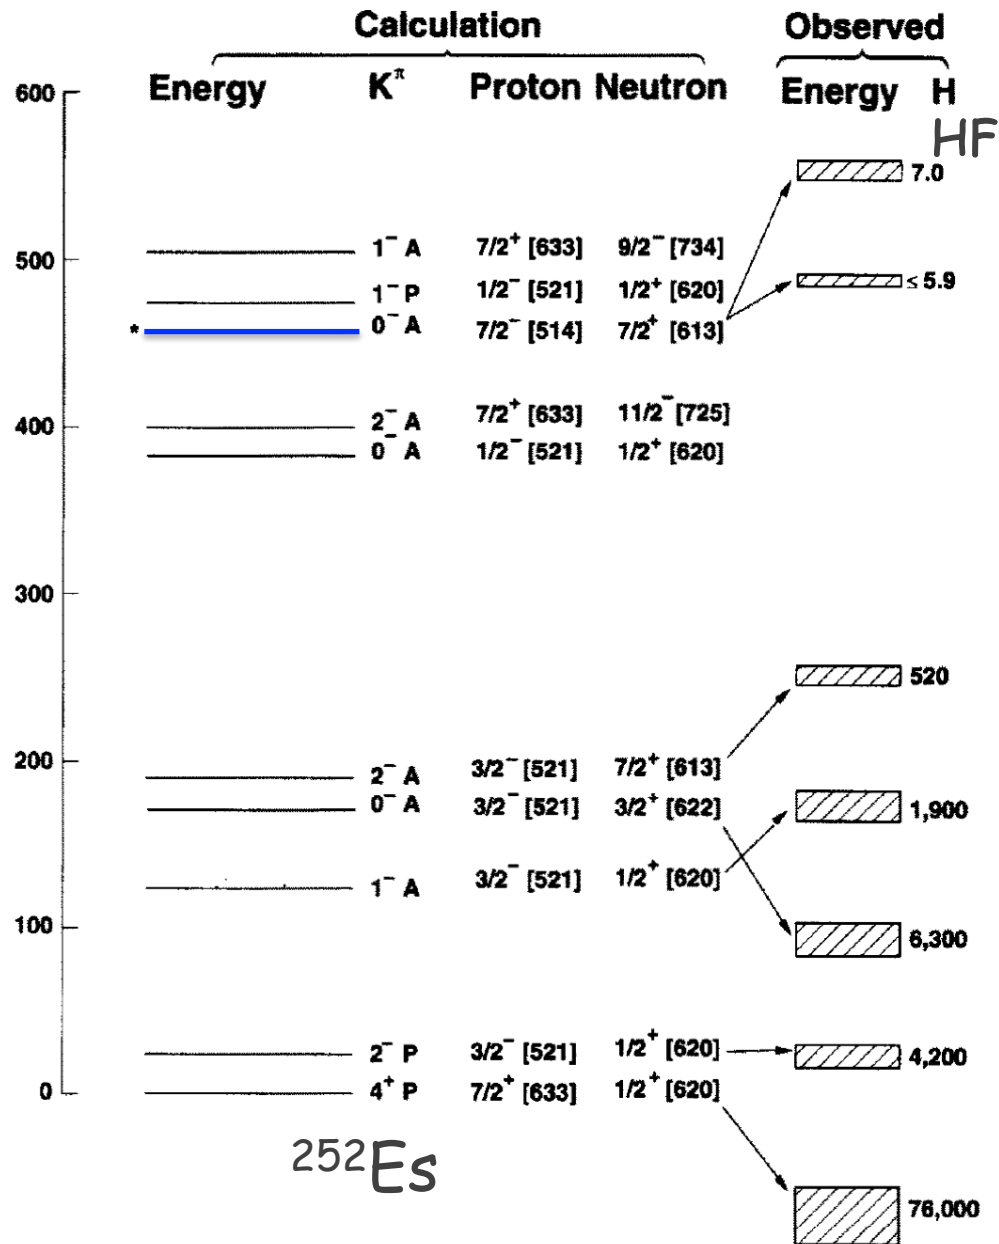 Calculation Observed
Energy Kπ Proton Neutron Energy H
HF
600
7.0
500
1⁻ A 7/2⁺ [633] 9/2⁻ [734]
1⁻ P 1/2⁻ [521] 1/2⁺ [620] ≤ 5.9
* 0⁻ A 7/2⁻ [514] 7/2⁺ [613]
400
2⁻ A 7/2⁺ [633] 11/2⁻ [725]
0⁻ A 1/2⁻ [521] 1/2⁺ [620]
300
520
200
2⁻ A 3/2⁻ [521] 7/2⁺ [613]
0⁻ A 3/2⁻ [521] 3/2⁺ [622] 1,900
1⁻ A 3/2⁻ [521] 1/2⁺ [620]
100
6,300
2⁻ P 3/2⁻ [521] 1/2⁺ [620] 4,200
0 4⁺ P 7/2⁺ [633] 1/2⁺ [620]
²⁵²Es
76,000